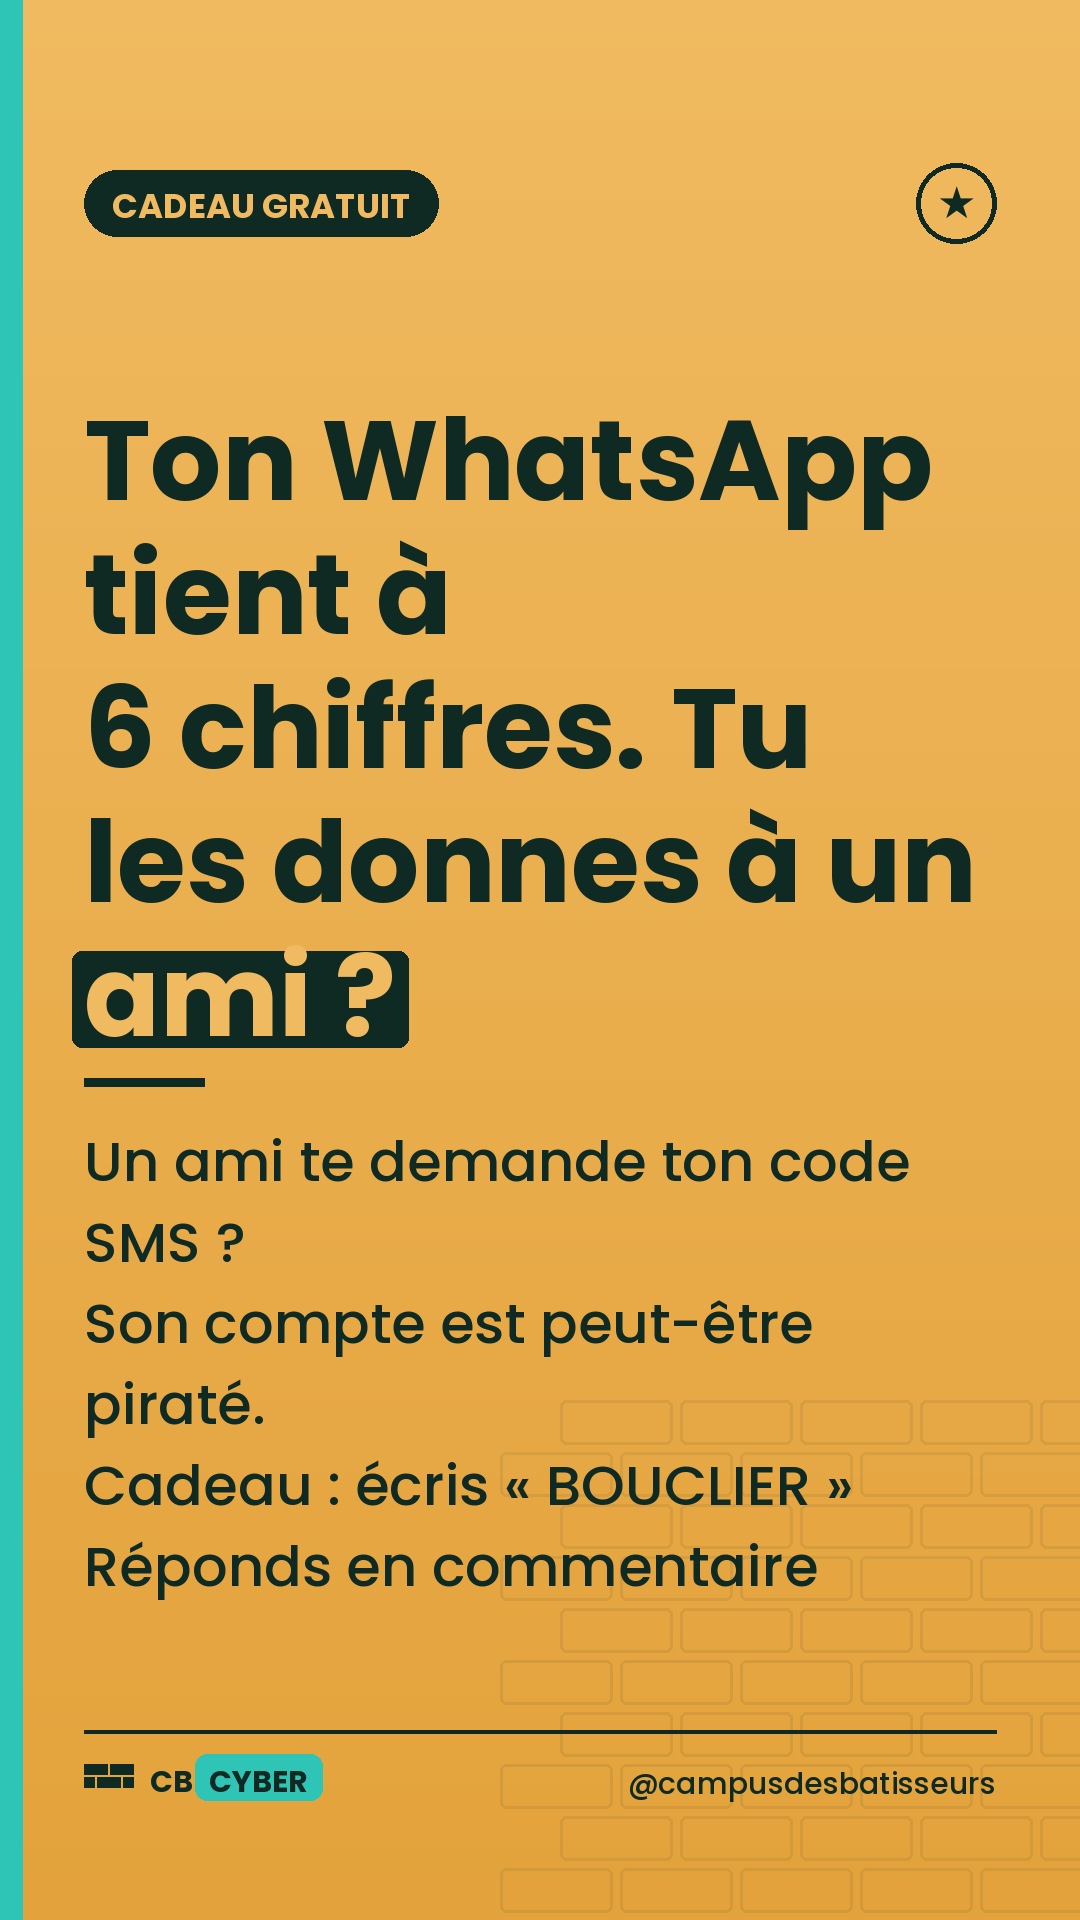 CADEAU GRATUIT
★
Ton WhatsApp
tient à
6 chiffres. Tu
les donnes à un
ami ?
Un ami te demande ton code
SMS ?
Son compte est peut-être
piraté.
Cadeau : écris « BOUCLIER »
Réponds en commentaire
CB CYBER
@campusdesbatisseurs